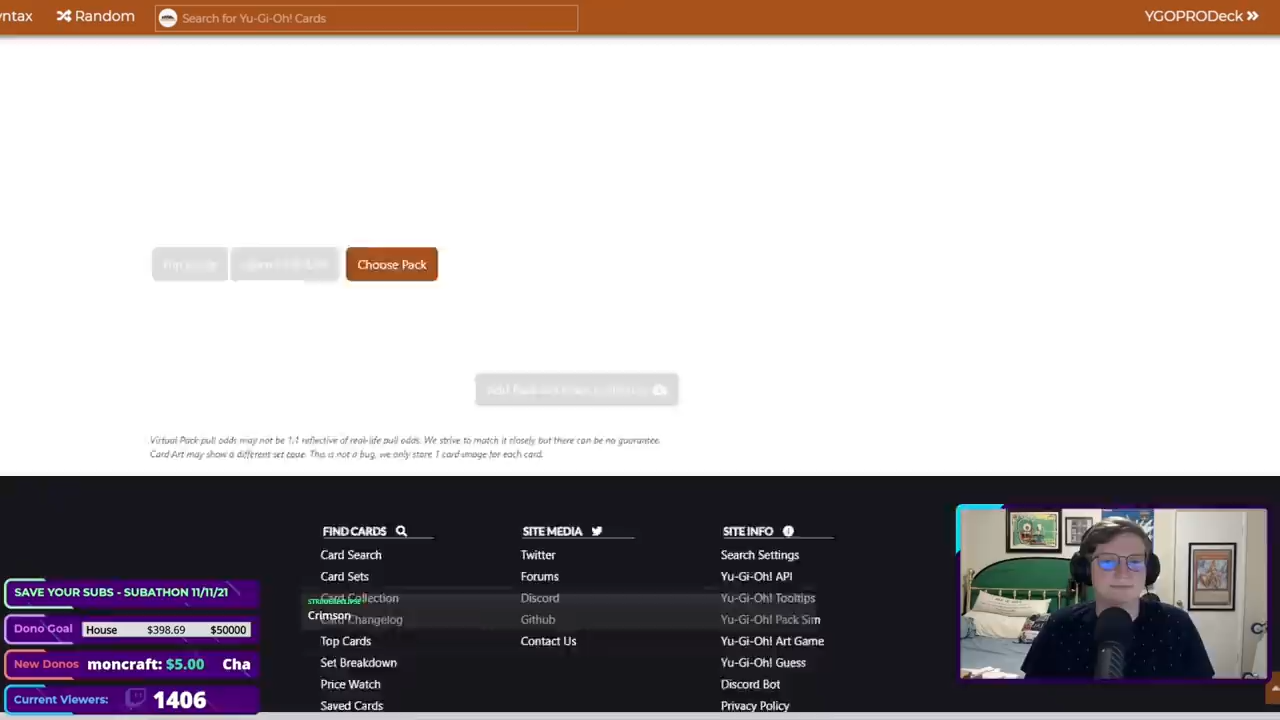 ntax Random Search for Yu-Gi-Oh! Cards YGOPRODeck
Choose Pack
Virtual Pack pull odds may not be 1:1 reflective of real-life pull odds. We strive to match it closely but there can be no guarantee.
Card Art may show a different set code. This is not a bug, we only store 1 card image for each card.
FIND CARDS
Card Search
Card Sets
Card Collection
Card Changelog
Top Cards
Set Breakdown
Price Watch
Saved Cards
SITE MEDIA
Twitter
Forums
Discord
Github
Contact Us
SITE INFO
Search Settings
Yu-Gi-Oh! API
Yu-Gi-Oh! Tooltips
Yu-Gi-Oh! Pack Sim
Yu-Gi-Oh! Art Game
Yu-Gi-Oh! Guess
Discord Bot
Privacy Policy
Crimson
SAVE YOUR SUBS - SUBATHON 11/11/21
Dono Goal House $398.69 $50000
New Donos moncraft: $5.00 Cha
Current Viewers: 1406